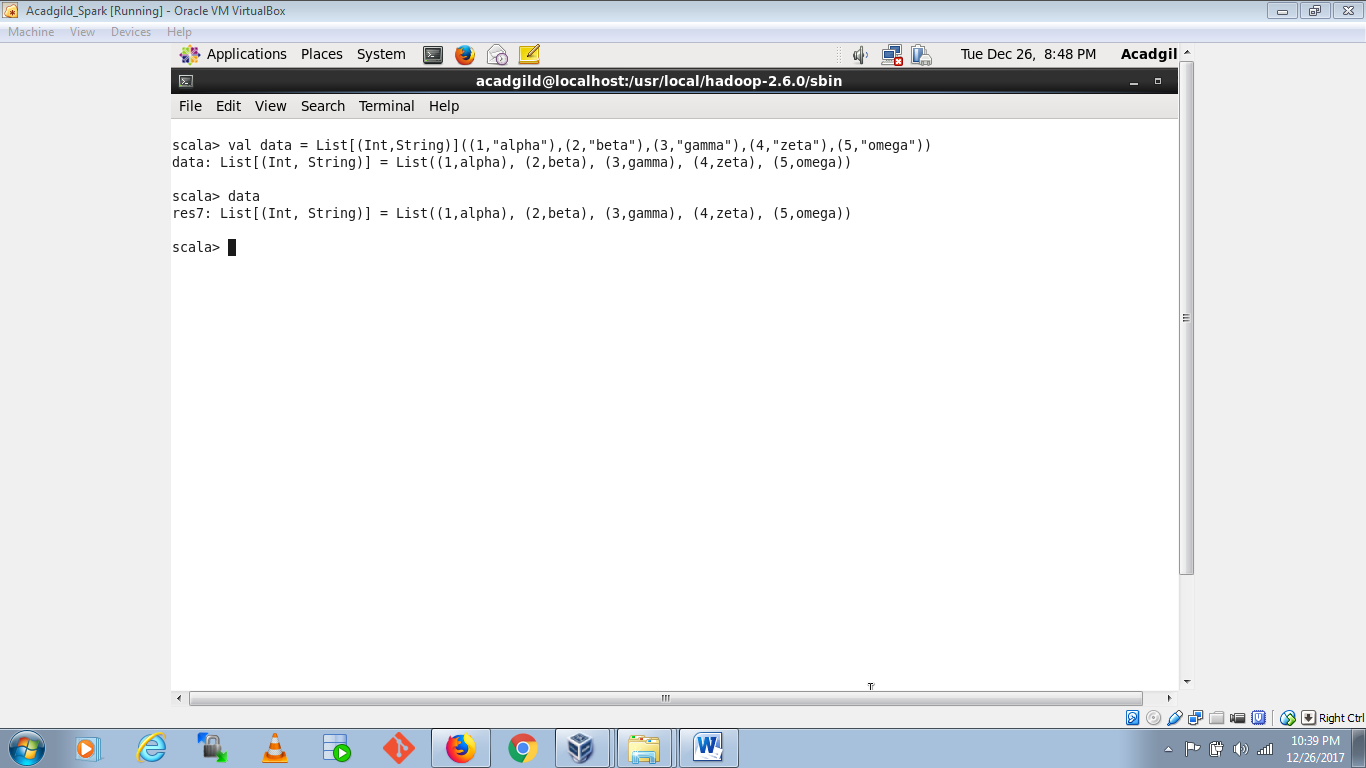 Acadgild_Spark [Running] - Oracle VM VirtualBox
Machine View Devices Help
Applications Places System Tue Dec 26, 8:48 PM Acadgil
acadgild@localhost:/usr/local/hadoop-2.6.0/sbin
File Edit View Search Terminal Help
scala> val data = List[(Int,String)]((1,"alpha"),(2,"beta"),(3,"gamma"),(4,"zeta"),(5,"omega"))
data: List[(Int, String)] = List((1,alpha), (2,beta), (3,gamma), (4,zeta), (5,omega))
scala> data
res7: List[(Int, String)] = List((1,alpha), (2,beta), (3,gamma), (4,zeta), (5,omega))
scala>
Right Ctrl
10:39 PM
12/26/2017